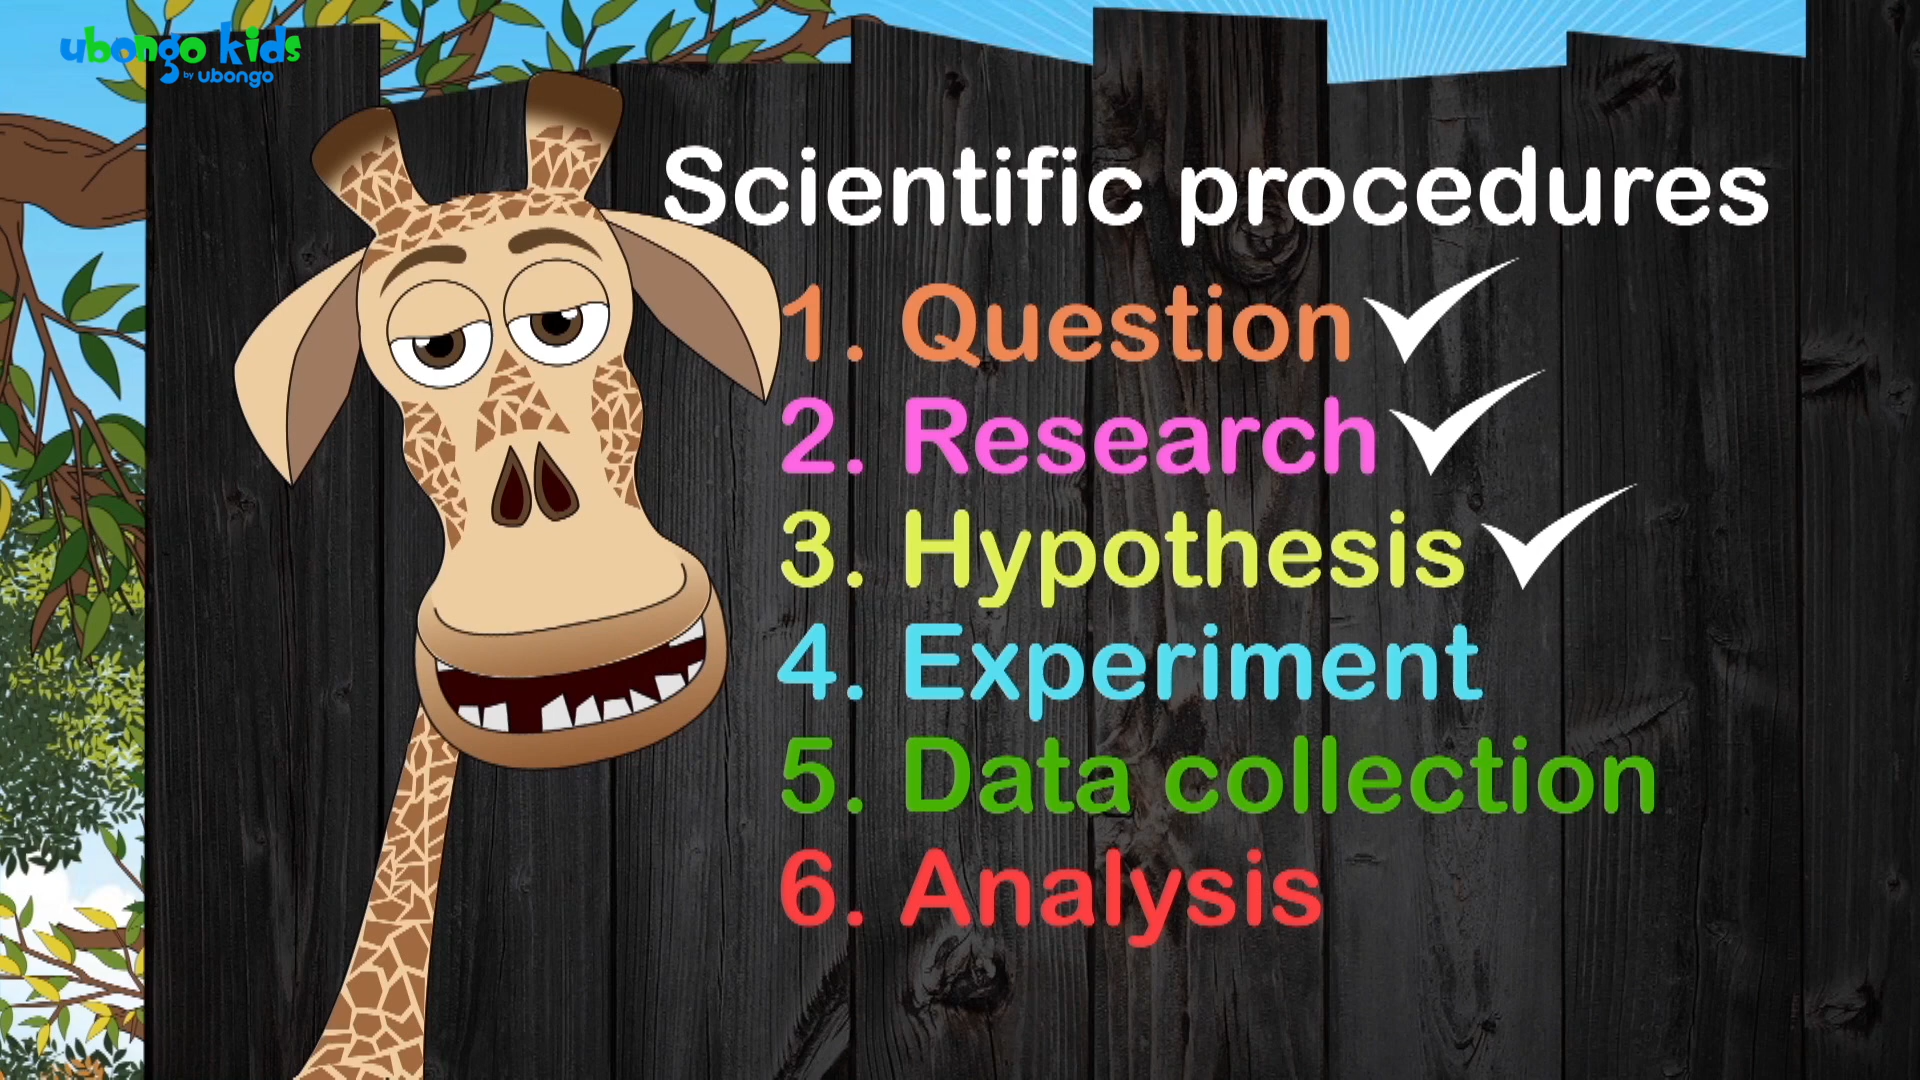 ubongo kids
by ubongo
Scientific procedures
1. Question
2. Research
3. Hypothesis
4. Experiment
5. Data collection
6. Analysis